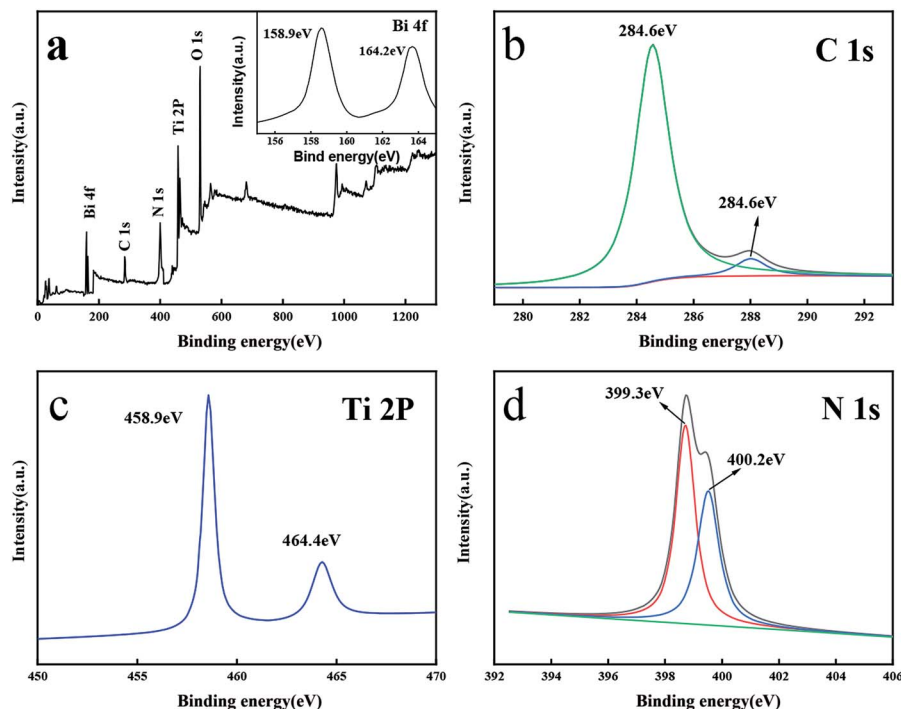 a
Bi 4f
158.9eV
164.2eV
Intensity(a.u.)
156 158 160 162 164
Bind energy(eV)
Bi 4f
C 1s
N 1s
Ti 2P
O 1s
Intensity(a.u.)
0 200 400 600 800 1000 1200
Binding energy(eV)
b
284.6eV
C 1s
284.6eV
Intensity(a.u.)
280 282 284 286 288 290 292
Binding energy(eV)
c
458.9eV
Ti 2P
464.4eV
Intensity(a.u.)
450 455 460 465 470
Binding energy(eV)
d
399.3eV
N 1s
400.2eV
Intensity(a.u.)
392 394 396 398 400 402 404 406
Binding energy(eV)